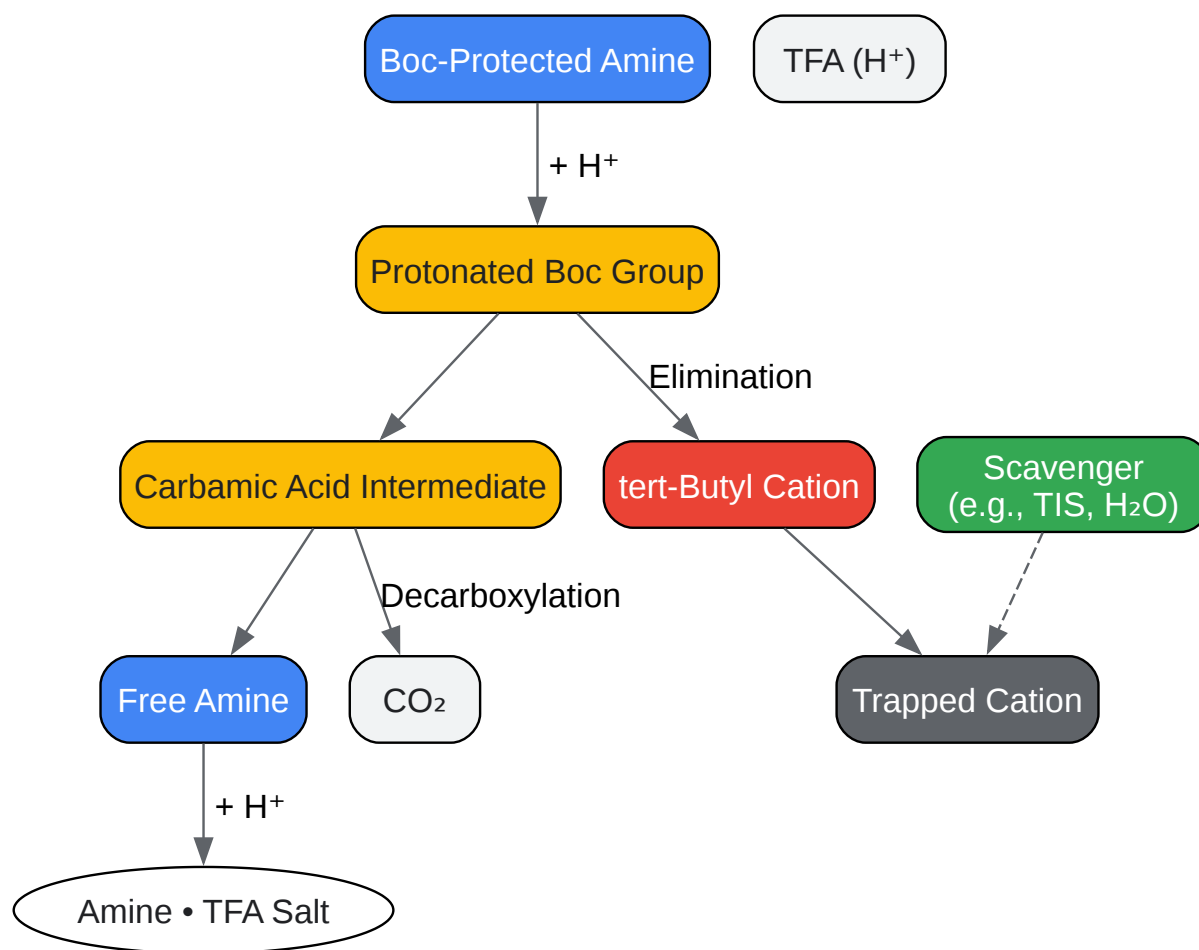 Boc-Protected Amine
TFA (H⁺)
+ H⁺
Protonated Boc Group
Elimination
Carbamic Acid Intermediate
tert-Butyl Cation
Scavenger
(e.g., TIS, H₂O)
Decarboxylation
Free Amine
CO₂
Trapped Cation
+ H⁺
Amine • TFA Salt